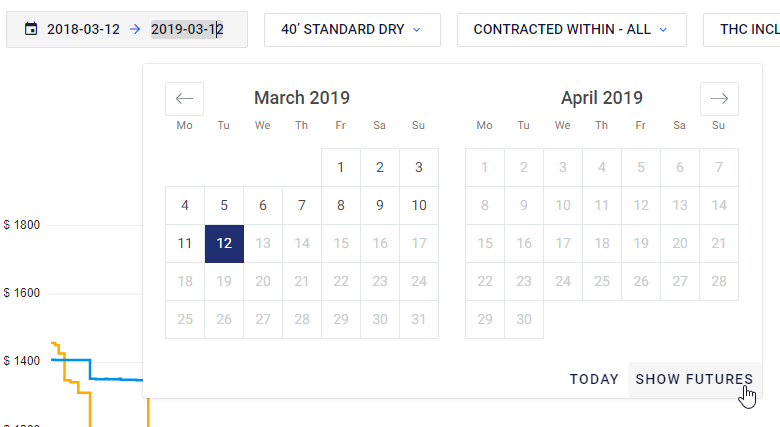 2018-03-12 → 2019-03-12
40’ STANDARD DRY
CONTRACTED WITHIN - ALL
THC INCL
March 2019
April 2019
Mo Tu We Th Fr Sa Su
Mo Tu We Th Fr Sa Su
1 2 3
1 2 3 4 5 6 7
4 5 6 7 8 9 10
8 9 10 11 12 13 14
11 12 13 14 15 16 17
15 16 17 18 19 20 21
18 19 20 21 22 23 24
22 23 24 25 26 27 28
25 26 27 28 29 30 31
29 30
TODAY
SHOW FUTURES
$ 1800
$ 1600
$ 1400